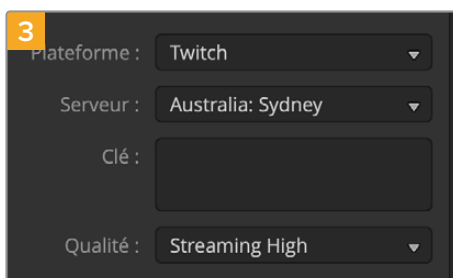 3
Plateforme : Twitch
Serveur : Australia: Sydney
Clé :
Qualité : Streaming High